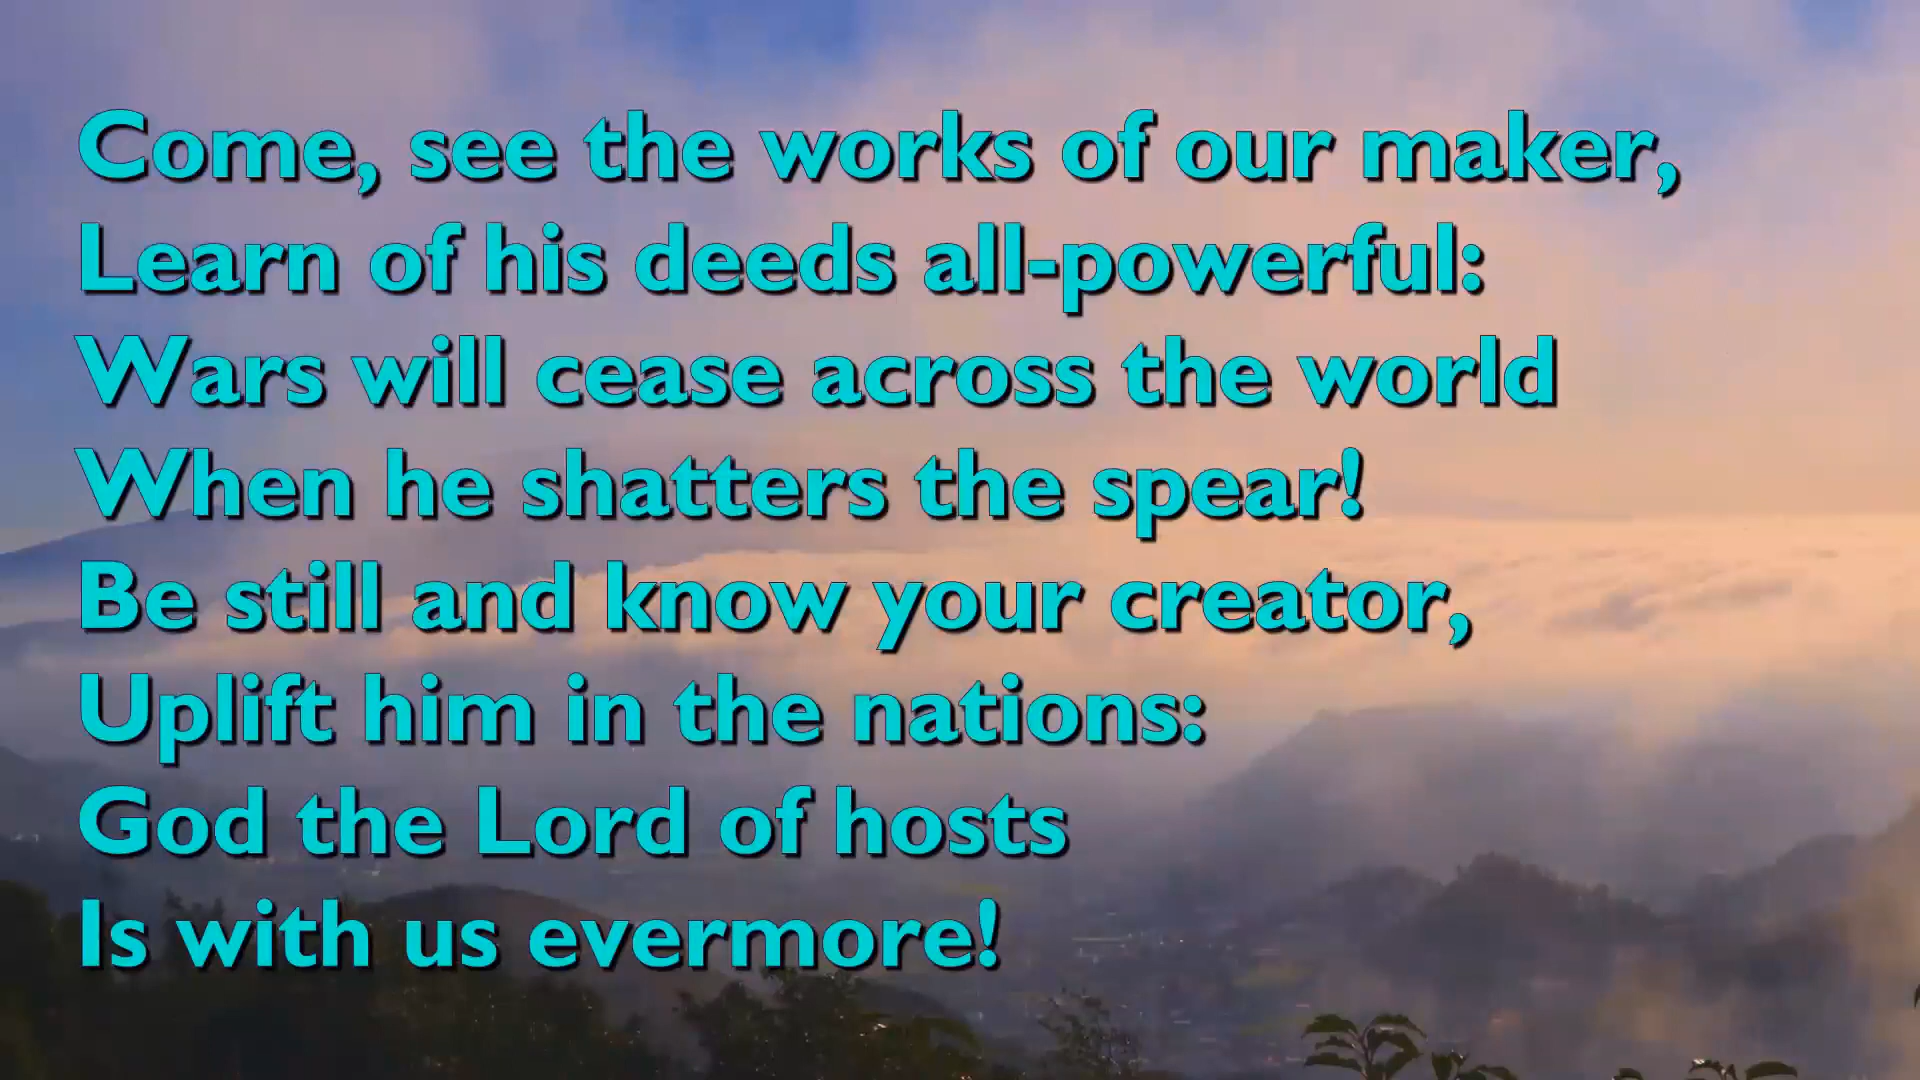 Come, see the works of our maker,
Learn of his deeds all-powerful:
Wars will cease across the world
When he shatters the spear!
Be still and know your creator,
Uplift him in the nations:
God the Lord of hosts
Is with us evermore!